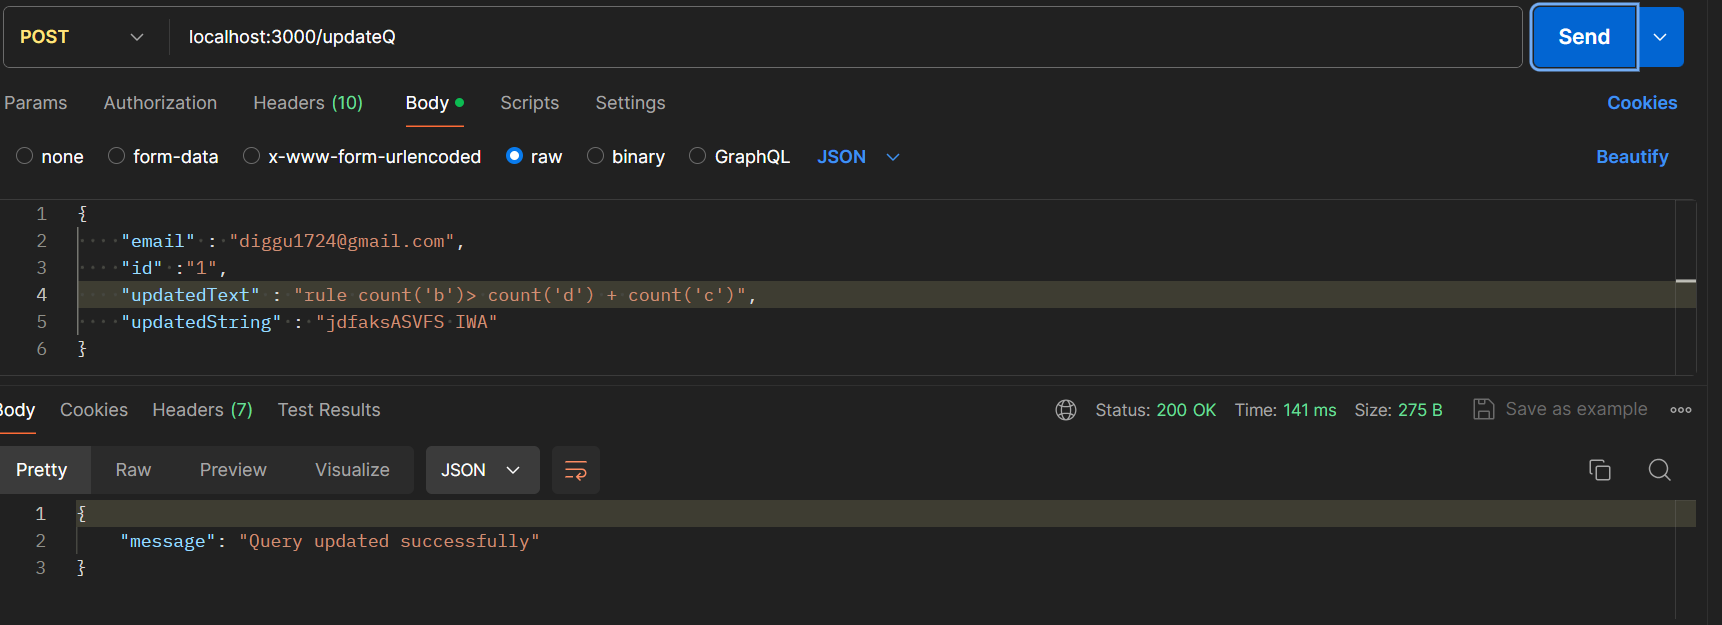 POST localhost:3000/updateQ Send
Params Authorization Headers (10) Body Scripts Settings Cookies
none form-data x-www-form-urlencoded raw binary GraphQL JSON Beautify
1 {
2 "email" : "diggu1724@gmail.com",
3 "id" :"1",
4 "updatedText" : "rule count('b')> count('d') + count('c')",
5 "updatedString" : "jdfaksASVFS IWA"
6 }
Body Cookies Headers (7) Test Results Status: 200 OK Time: 141 ms Size: 275 B Save as example
Pretty Raw Preview Visualize JSON
1 {
2 "message": "Query updated successfully"
3 }